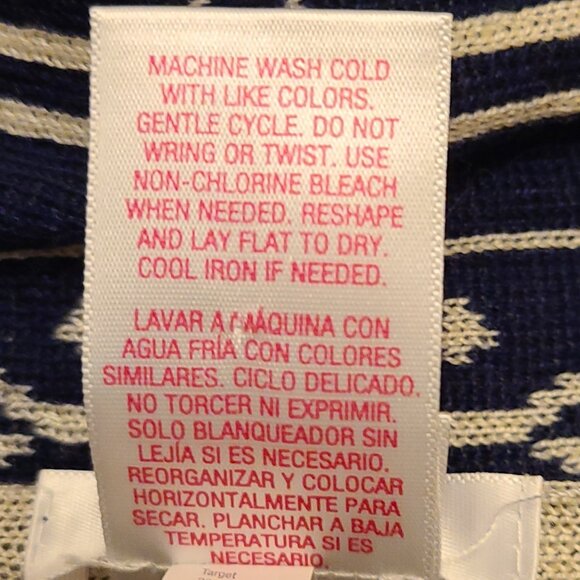 MACHINE WASH COLD
WITH LIKE COLORS.
GENTLE CYCLE. DO NOT
WRING OR TWIST. USE
NON-CHLORINE BLEACH
WHEN NEEDED. RESHAPE
AND LAY FLAT TO DRY.
COOL IRON IF NEEDED.
LAVAR A MÁQUINA CON
AGUA FRÍA CON COLORES
SIMILARES. CICLO DELICADO.
NO TORCER NI EXPRIMIR.
SOLO BLANQUEADOR SIN
LEJÍA SI ES NECESARIO.
REORGANIZAR Y COLOCAR
HORIZONTALMENTE PARA
SECAR. PLANCHAR A BAJA
TEMPERATURA SI ES
NECESARIO.
Target